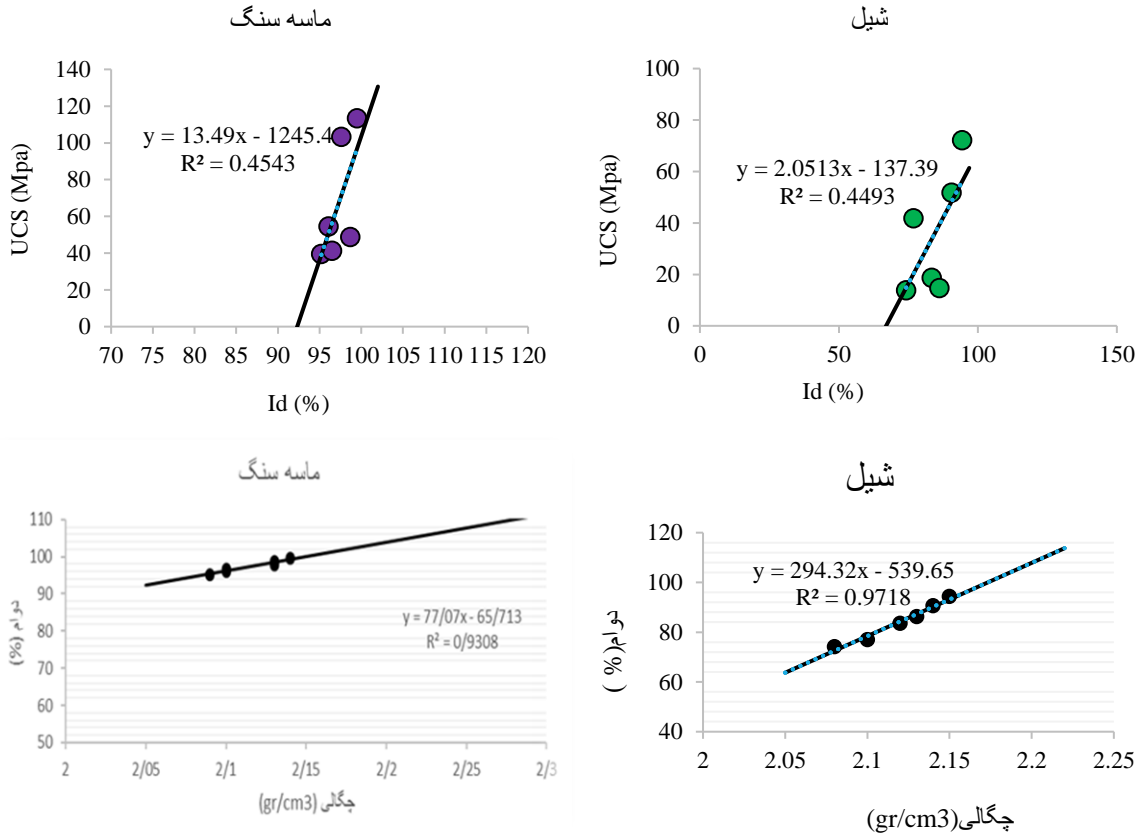 ماسه سنگ
UCS (Mpa)
140
120
100
80
60
40
20
0
y = 13.49x - 1245.4
R² = 0.4543
70 75 80 85 90 95 100 105 110 115 120
Id (%)
شیل
UCS (Mpa)
100
80
60
40
20
0
y = 2.0513x - 137.39
R² = 0.4493
0 50 100 150
Id (%)
ماسه سنگ
دوام (%)
110
100
90
80
70
60
50
y = 77/07x - 65/713
R² = 0/9308
2 2/05 2/1 2/15 2/2 2/25 2/3
چگالی (gr/cm3)
شیل
دوام(% )
120
100
80
60
40
y = 294.32x - 539.65
R² = 0.9718
2 2.05 2.1 2.15 2.2 2.25
چگالی(gr/cm3)